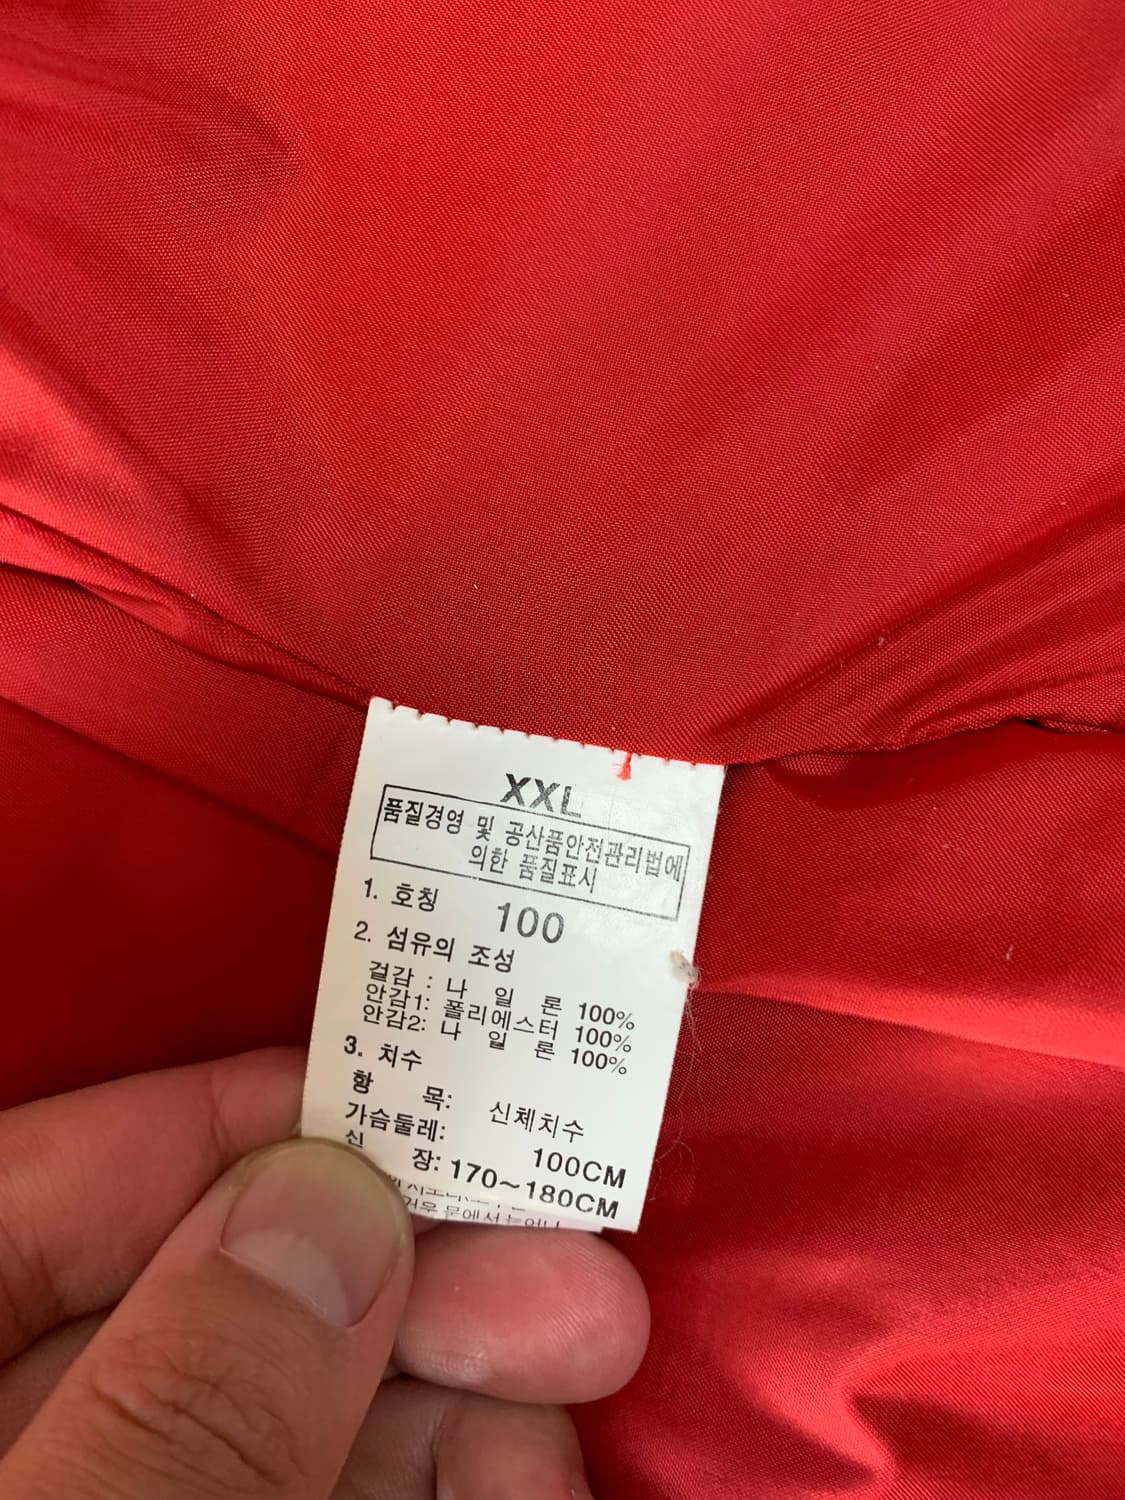 XXL
품질경영 및 공산품안전관리법에
의한 품질표시
1. 호칭 100
2. 섬유의 조성
겉감 : 나 일 론 100%
안감1: 폴리에스터 100%
안감2: 나 일 론 100%
3. 치수
항 목: 신체치수
가슴둘레: 100CM
신 장: 170~180CM